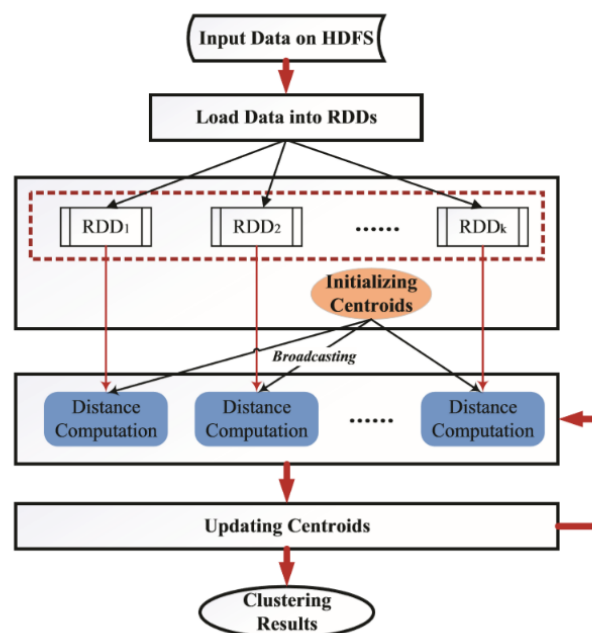 Input Data on HDFS
Load Data into RDDs
RDD₁ RDD₂ ...... RDDₖ
Initializing
Centroids
Broadcasting
Distance Distance Distance
Computation Computation ...... Computation
Updating Centroids
Clustering
Results